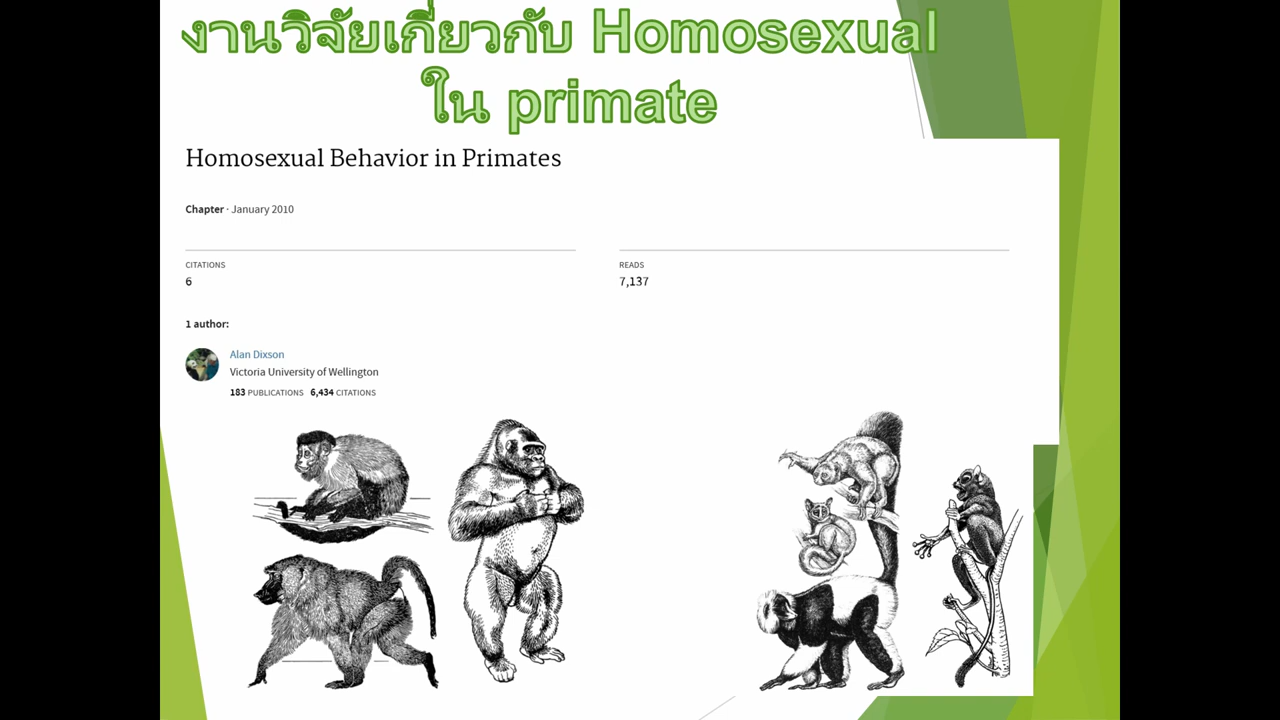 งานวิจัยเกี่ยวกับ Homosexual
ใน primate
Homosexual Behavior in Primates
Chapter · January 2010
CITATIONS
6
READS
7,137
1 author:
Alan Dixson
Victoria University of Wellington
183 PUBLICATIONS 6,434 CITATIONS